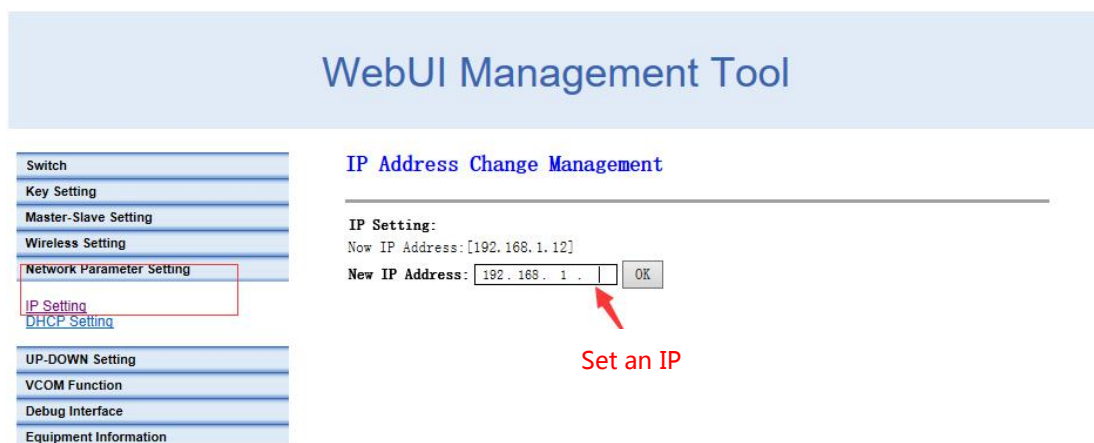 WebUI Management Tool
Switch
Key Setting
Master-Slave Setting
Wireless Setting
Network Parameter Setting
IP Setting
DHCP Setting
UP-DOWN Setting
VCOM Function
Debug Interface
Equipment Information
IP Address Change Management
IP Setting:
Now IP Address:[192.168.1.12]
New IP Address: 192.168. 1 . OK
Set an IP